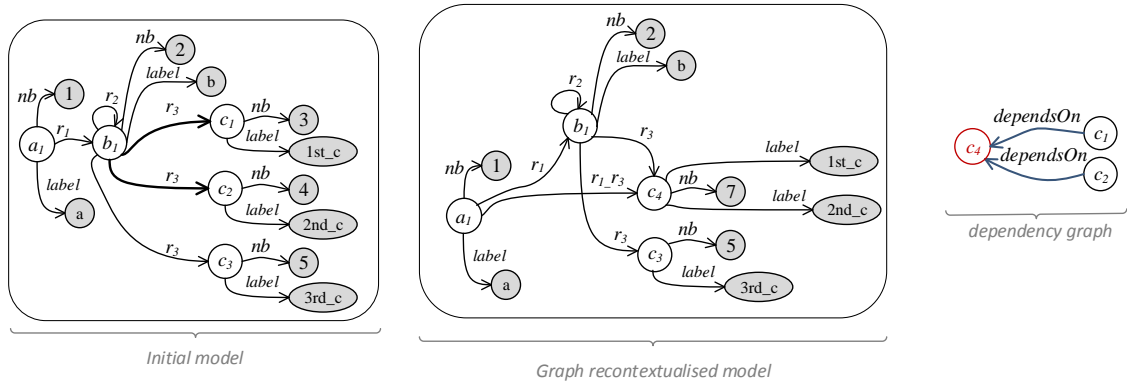 nb
2
label
b
nb
1
r2
r3
c1
nb
3
label
1st_c
a1
r1
b1
r3
c2
nb
4
label
2nd_c
label
a
r3
c3
nb
5
label
3rd_c
Initial model
nb
2
label
b
r2
b1
r3
label
1st_c
nb
1
r1
r1_r3
c4
nb
7
label
2nd_c
a1
r3
c3
nb
5
label
3rd_c
label
a
Graph recontextualised model
dependsOn
c1
c4
dependsOn
c2
dependency graph